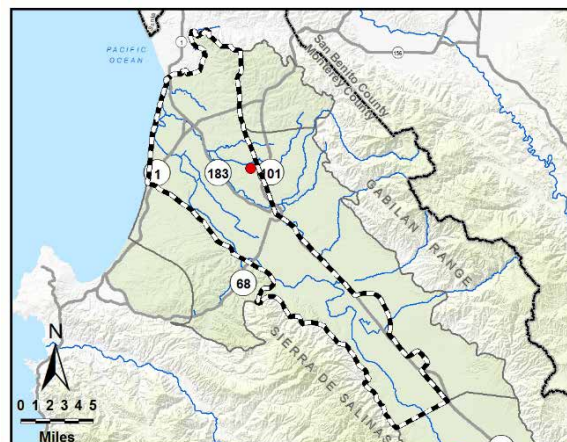 1
PACIFIC
OCEAN
156
San Benito County
Monterey County
183
101
1
GABILAN RANGE
68
SIERRA DE SALINAS
N
0 1 2 3 4 5
Miles